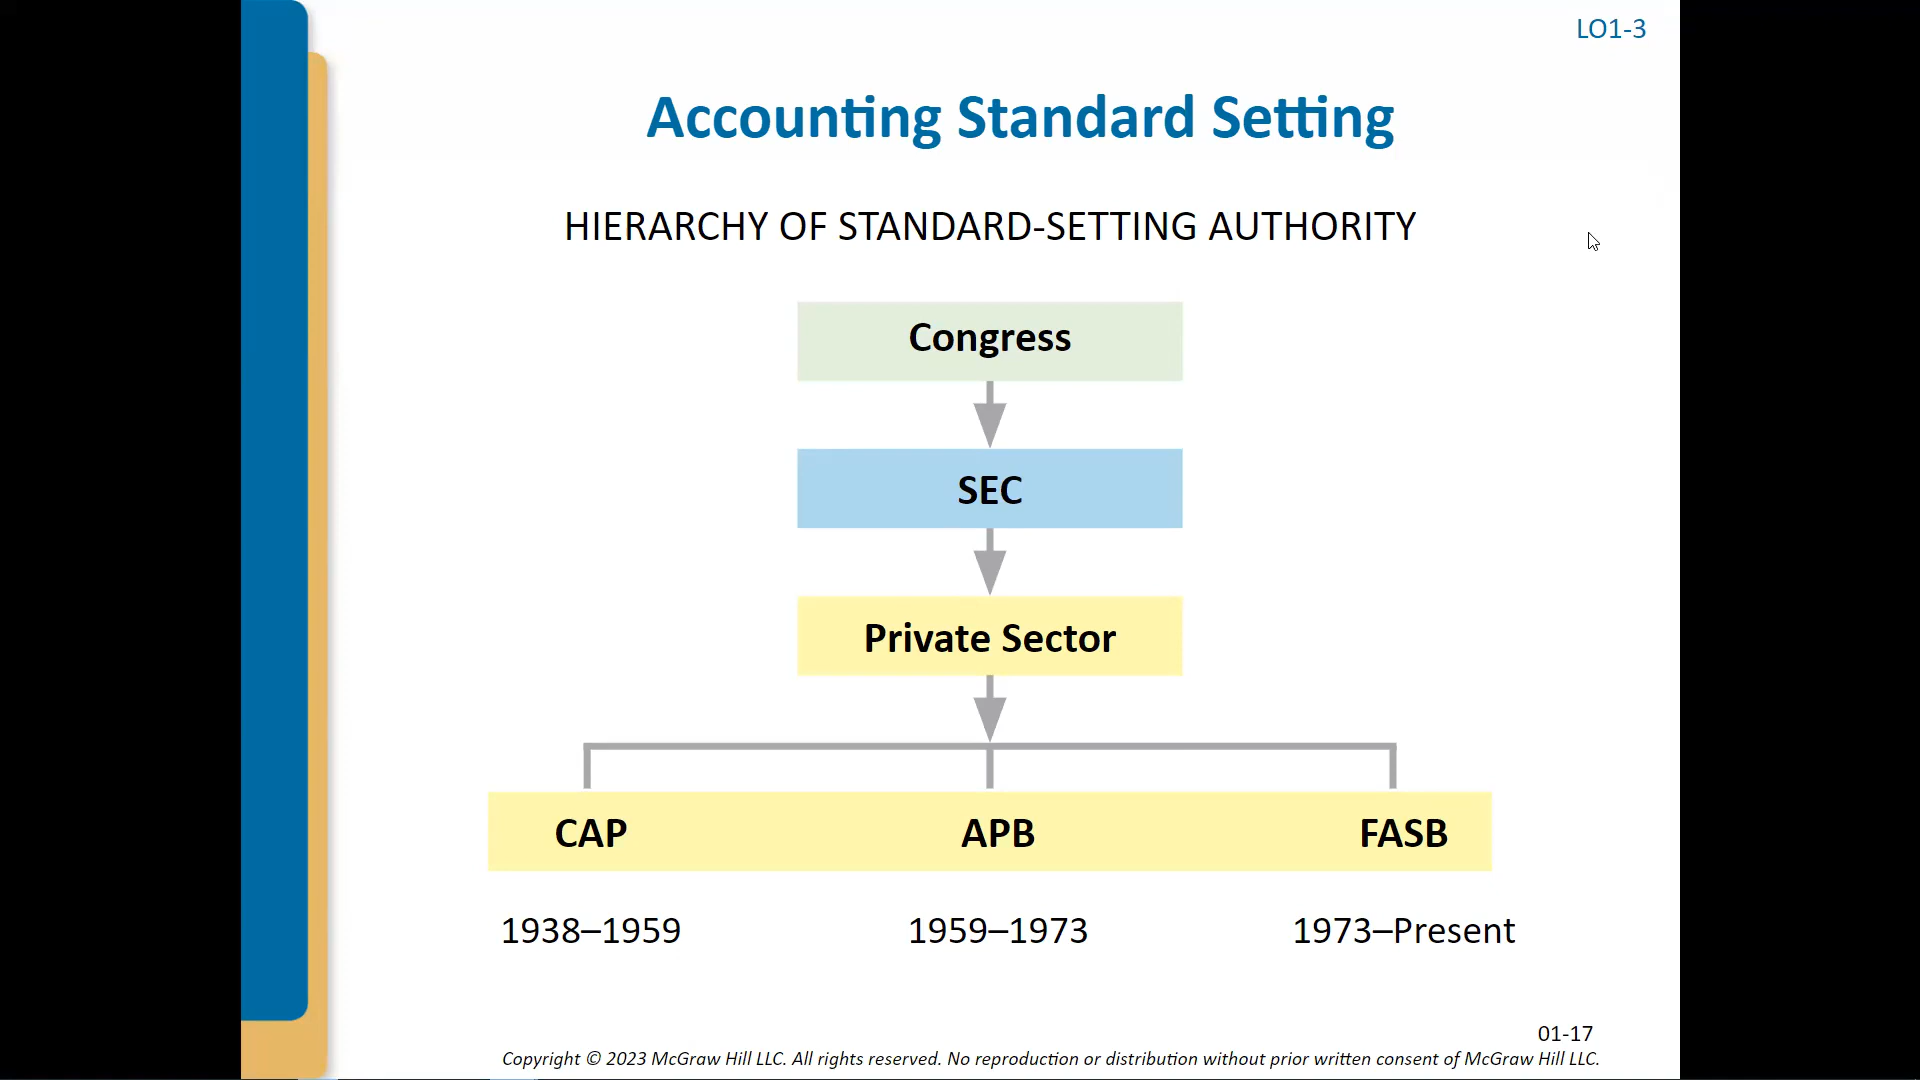 LO1-3
Accounting Standard Setting
HIERARCHY OF STANDARD-SETTING AUTHORITY
Congress
SEC
Private Sector
CAP APB FASB
1938–1959 1959–1973 1973–Present
01-17
Copyright © 2023 McGraw Hill LLC. All rights reserved. No reproduction or distribution without prior written consent of McGraw Hill LLC.